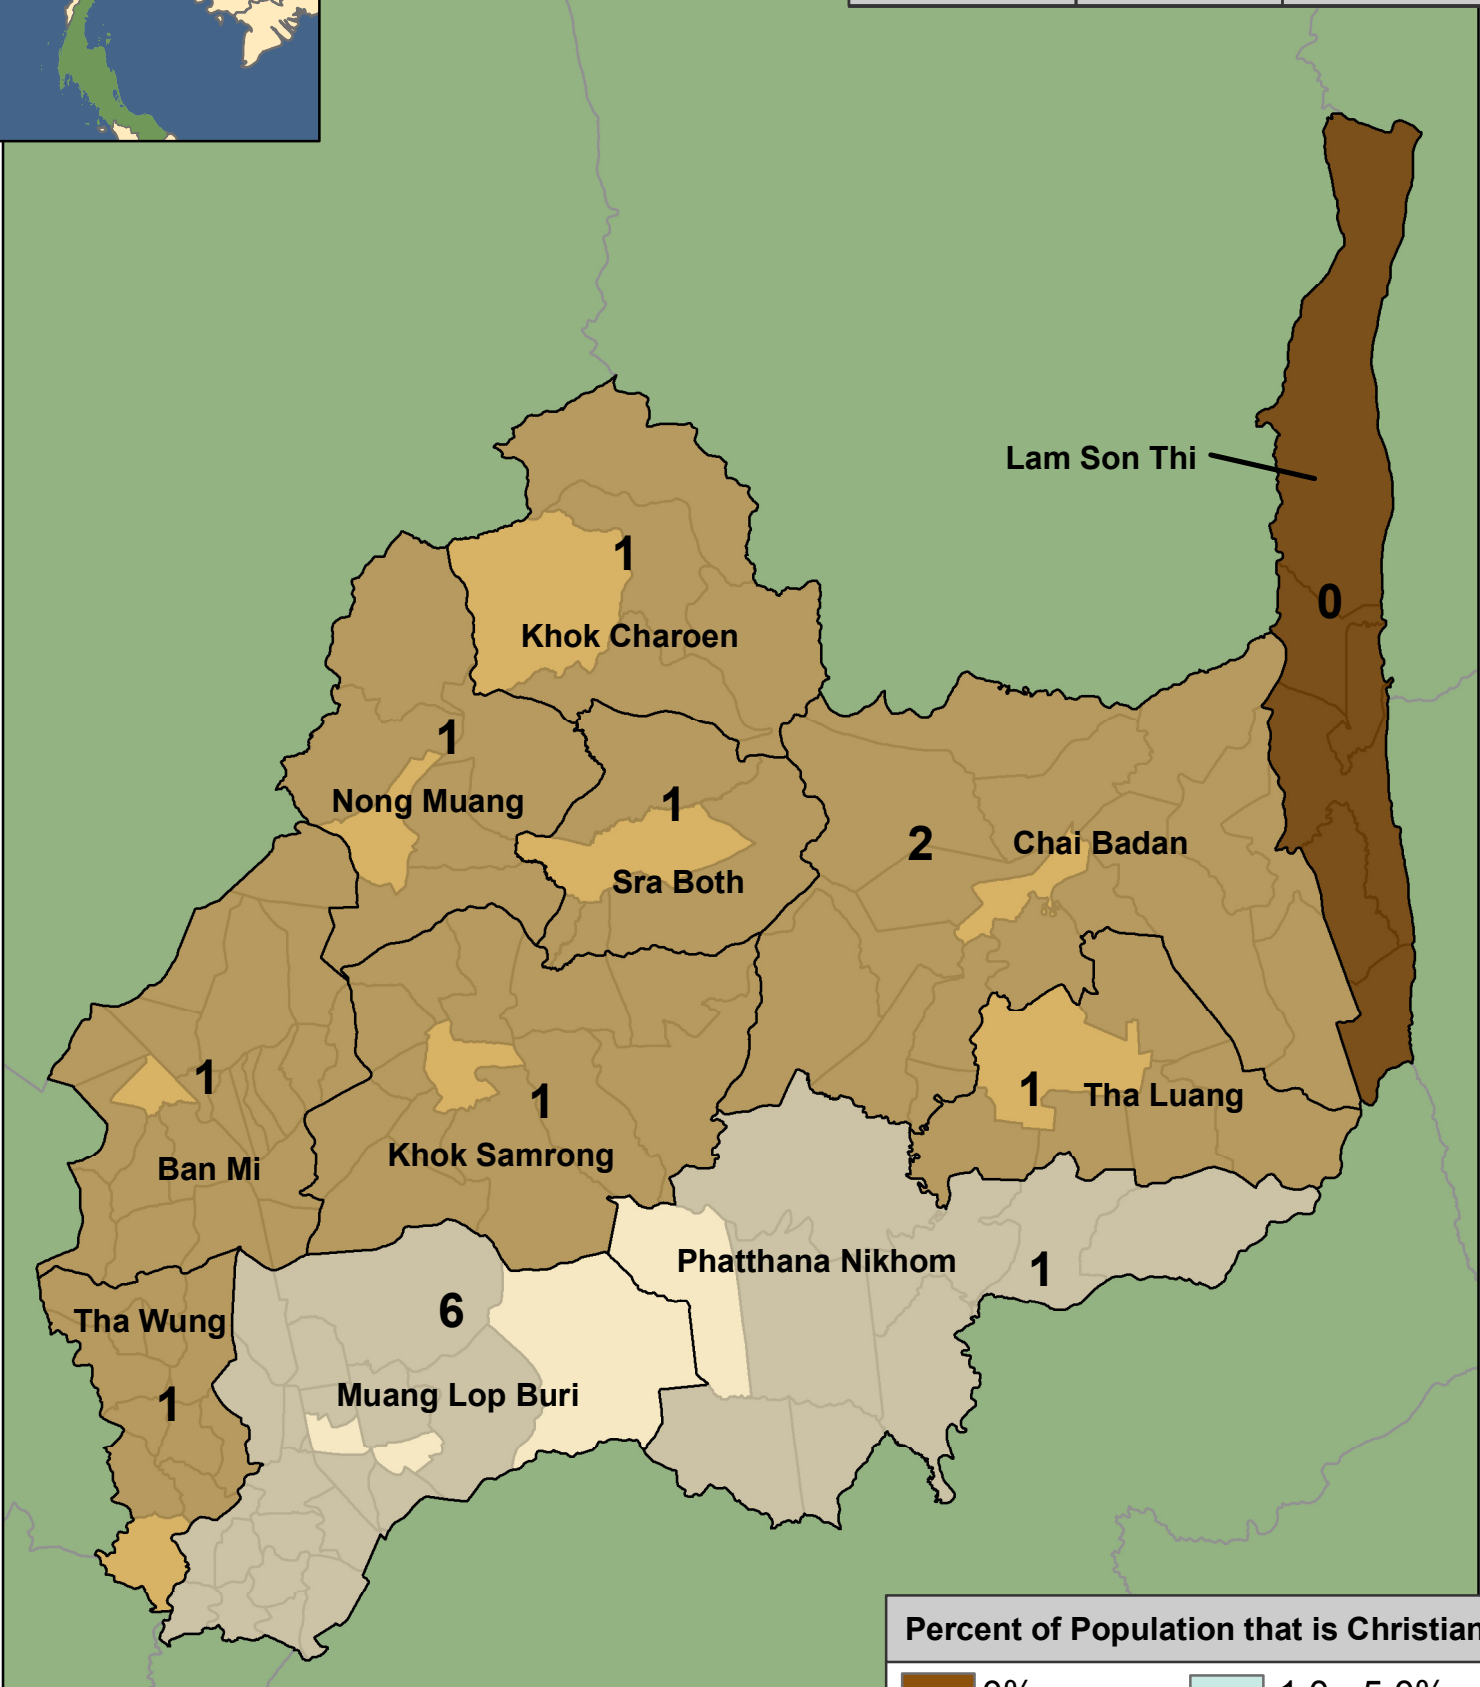 Lam Son Thi
1
0
Khok Charoen
1
Nong Muang
1
Sra Both
2
Chai Badan
1
Ban Mi
1
Khok Samrong
1
Tha Luang
Phatthana Nikhom
1
Tha Wung
1
6
Muang Lop Buri
Percent of Population that is Christian
0%